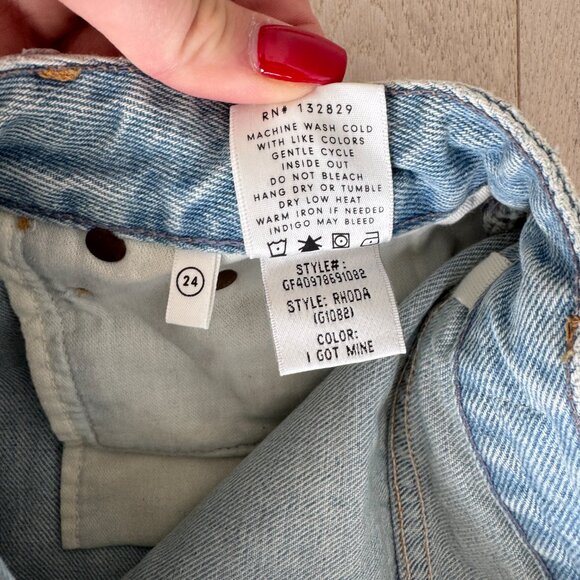 RN# 132829
MACHINE WASH COLD
WITH LIKE COLORS
GENTLE CYCLE
INSIDE OUT
DO NOT BLEACH
HANG DRY OR TUMBLE
DRY LOW HEAT
WARM IRON IF NEEDED
INDIGO MAY BLEED
24
STYLE#:
GF40978691082
STYLE: RHODA
(G1082)
COLOR:
I GOT MINE